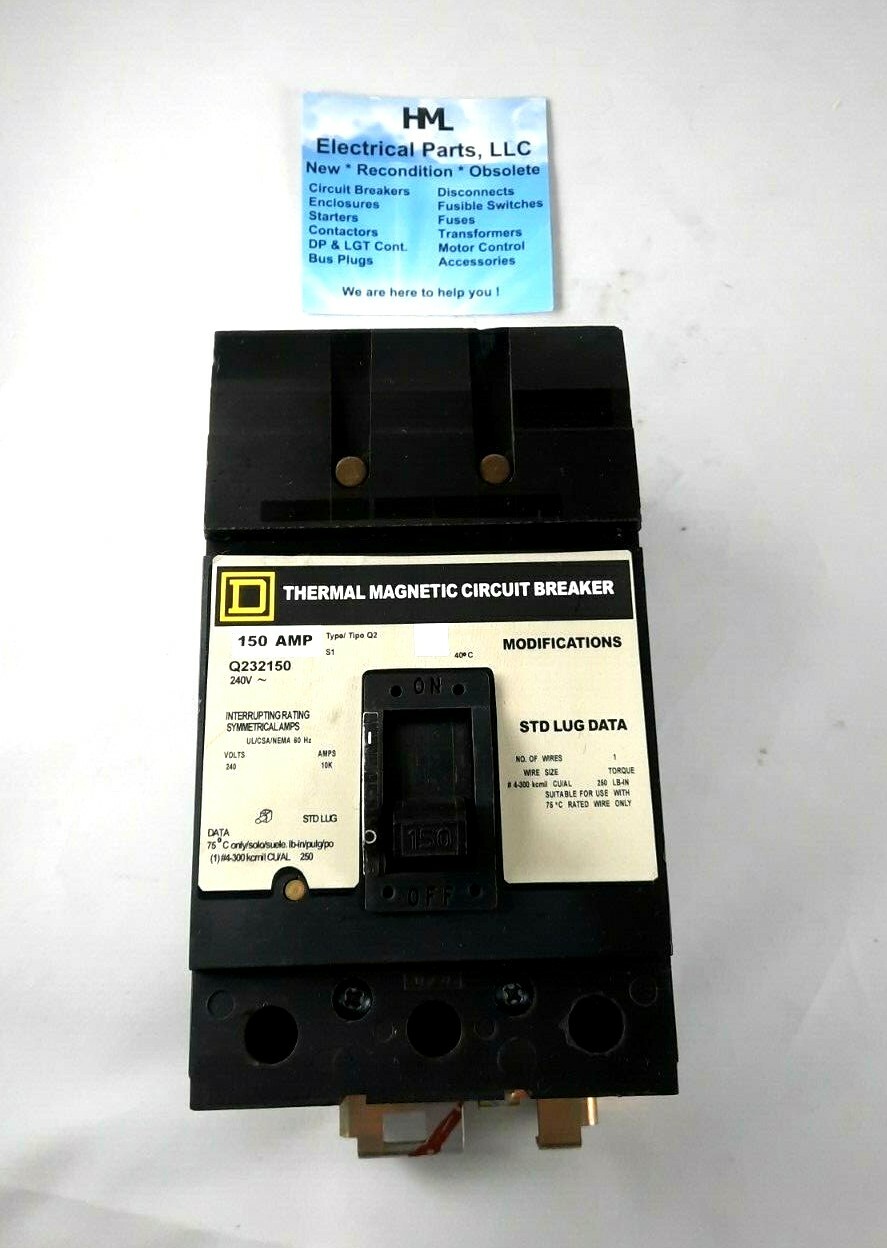 HML
Electrical Parts, LLC
New * Recondition * Obsolete
Circuit Breakers
Enclosures
Starters
Contactors
DP & LGT Cont.
Bus Plugs
Disconnects
Fusible Switches
Fuses
Transformers
Motor Control
Accessories
We are here to help you !
D THERMAL MAGNETIC CIRCUIT BREAKER
150 AMP
Type/ Tipo Q2
S1
40°C
Q232150
240V ~
INTERRUPTING RATING
SYMMETRICAL AMPS
UL/CSA/NEMA 60 Hz
VOLTS AMPS
240 10K
STD LUG
DATA
75°C only/solo/suele. lb-in/pulg/po
(1) #4-300 kcmil CU/AL 250
ON
I
O
150
OFF
MODIFICATIONS
STD LUG DATA
NO. OF WIRES 1
WIRE SIZE TORQUE
# 4-300 kcmil CU/AL 250 LB-IN
SUITABLE FOR USE WITH
75°C RATED WIRE ONLY